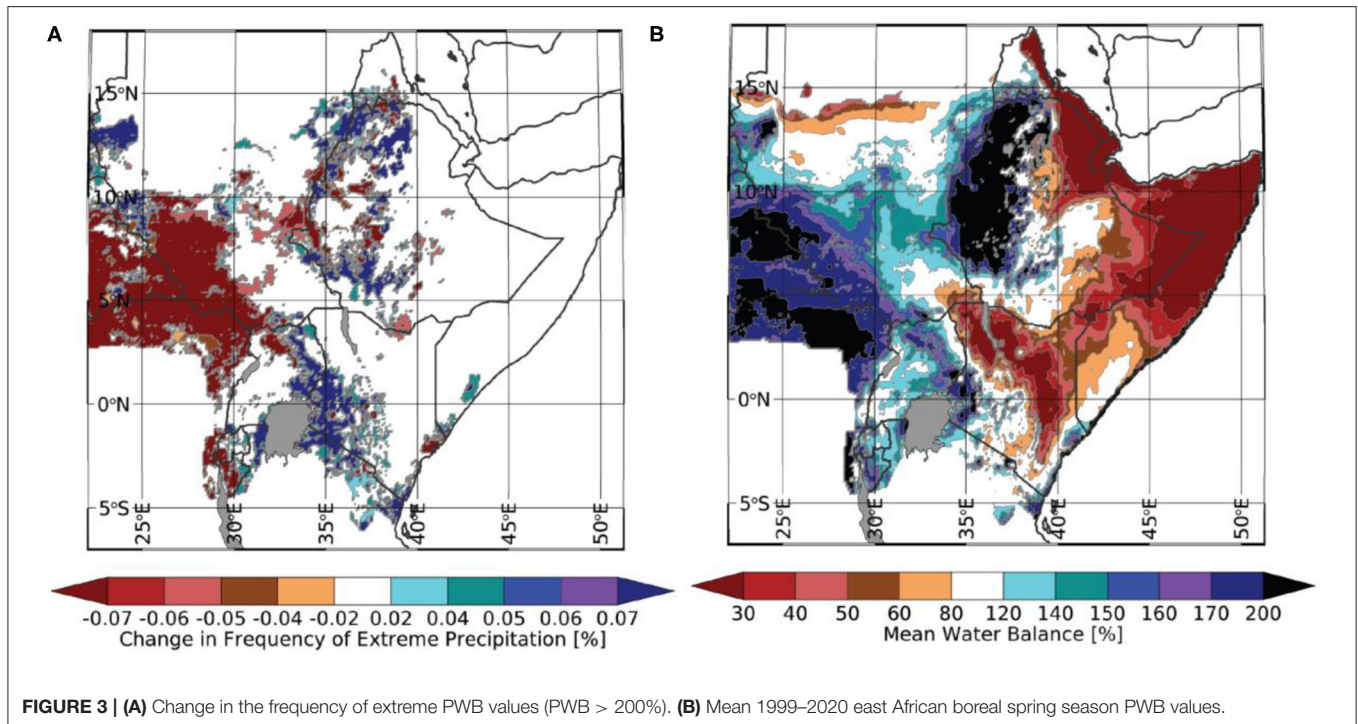 A
B
15°N
10°N
5°N
0°N
5°S
25°E
30°E
35°E
40°E
45°E
50°E
15°N
10°N
5°N
0°N
5°S
25°E
30°E
35°E
40°E
45°E
50°E
-0.07 -0.06 -0.05 -0.04 -0.02 0.02 0.04 0.05 0.06 0.07
Change in Frequency of Extreme Precipitation [%]
30 40 50 60 80 120 140 150 160 170 200
Mean Water Balance [%]
FIGURE 3 | (A) Change in the frequency of extreme PWB values (PWB > 200%). (B) Mean 1999–2020 east African boreal spring season PWB values.